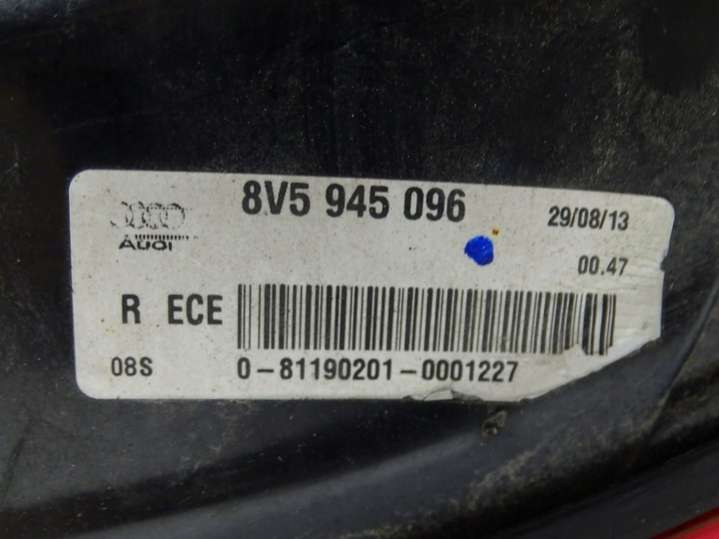 8V5 945 096
29/08/13
AUDI
00.47
R ECE
08S
0-81190201-0001227